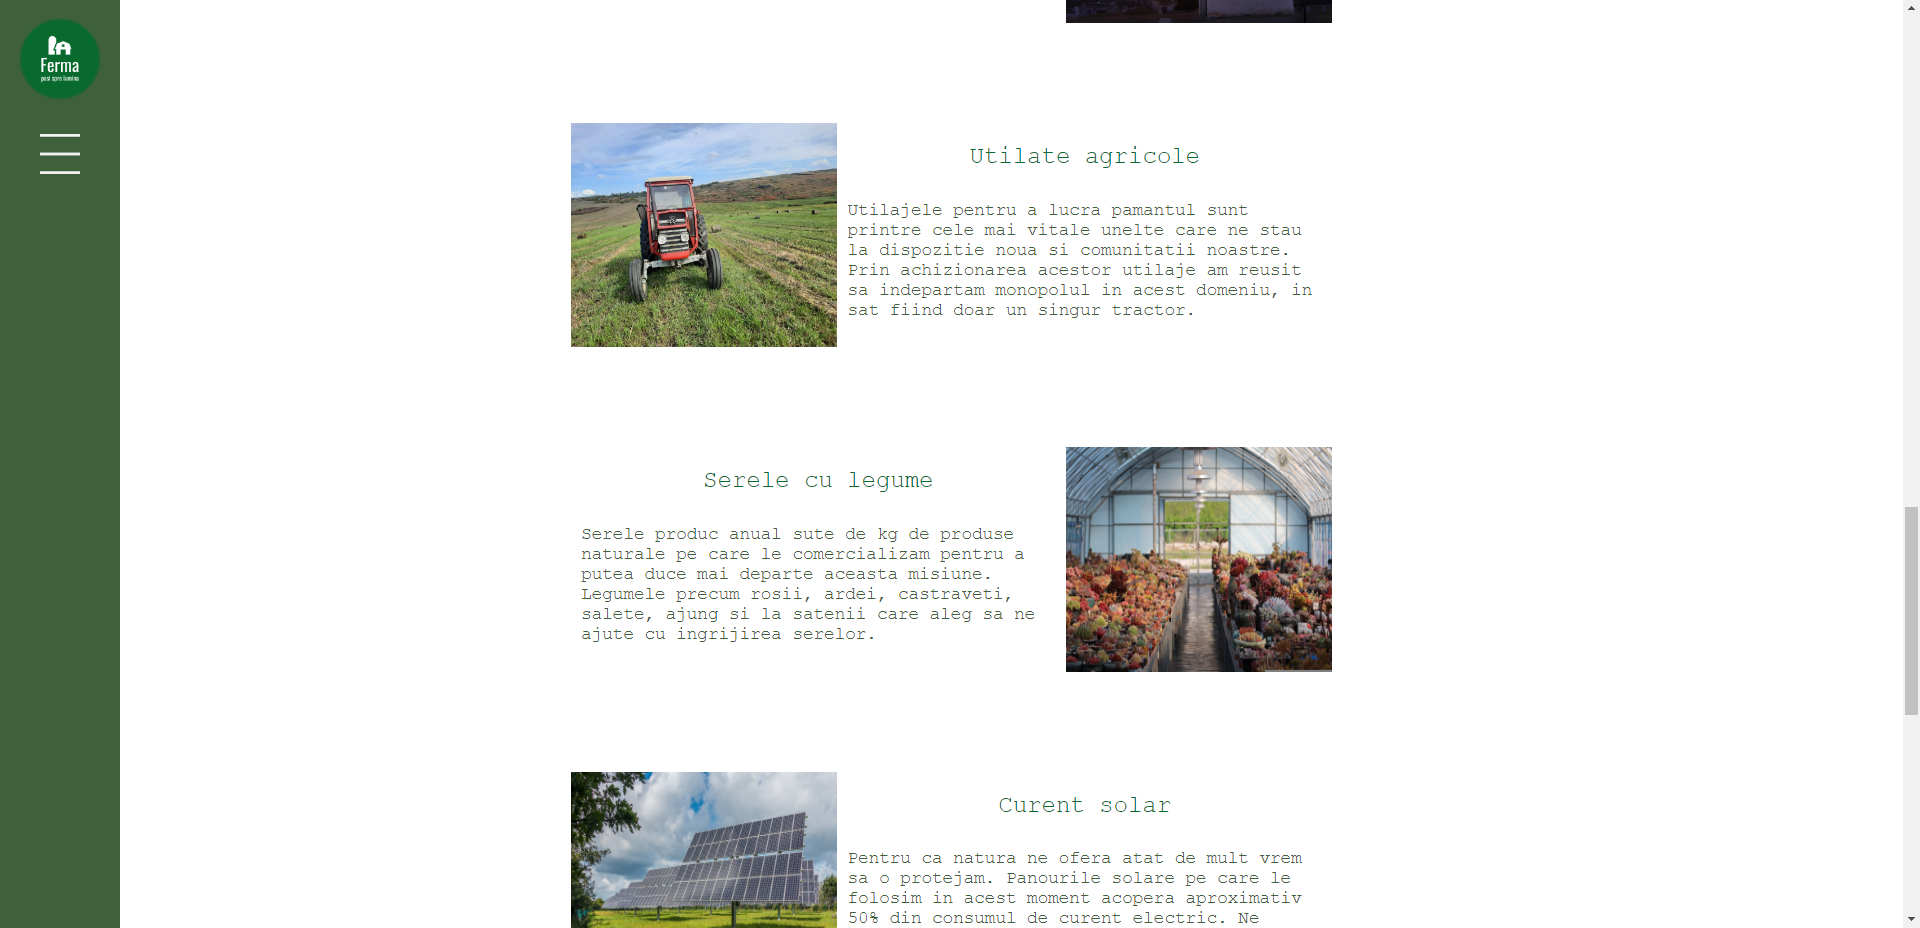 Ferma
pasi spre lumina
Utilate agricole
Utilajele pentru a lucra pamantul sunt
printre cele mai vitale unelte care ne stau
la dispozitie noua si comunitatii noastre.
Prin achizionarea acestor utilaje am reusit
sa indepartam monopolul in acest domeniu, in
sat fiind doar un singur tractor.
Serele cu legume
Serele produc anual sute de kg de produse
naturale pe care le comercializam pentru a
putea duce mai departe aceasta misiune.
Legumele precum rosii, ardei, castraveti,
salete, ajung si la satenii care aleg sa ne
ajute cu ingrijirea serelor.
Curent solar
Pentru ca natura ne ofera atat de mult vrem
sa o protejam. Panourile solare pe care le
folosim in acest moment acopera aproximativ
50% din consumul de curent electric. Ne